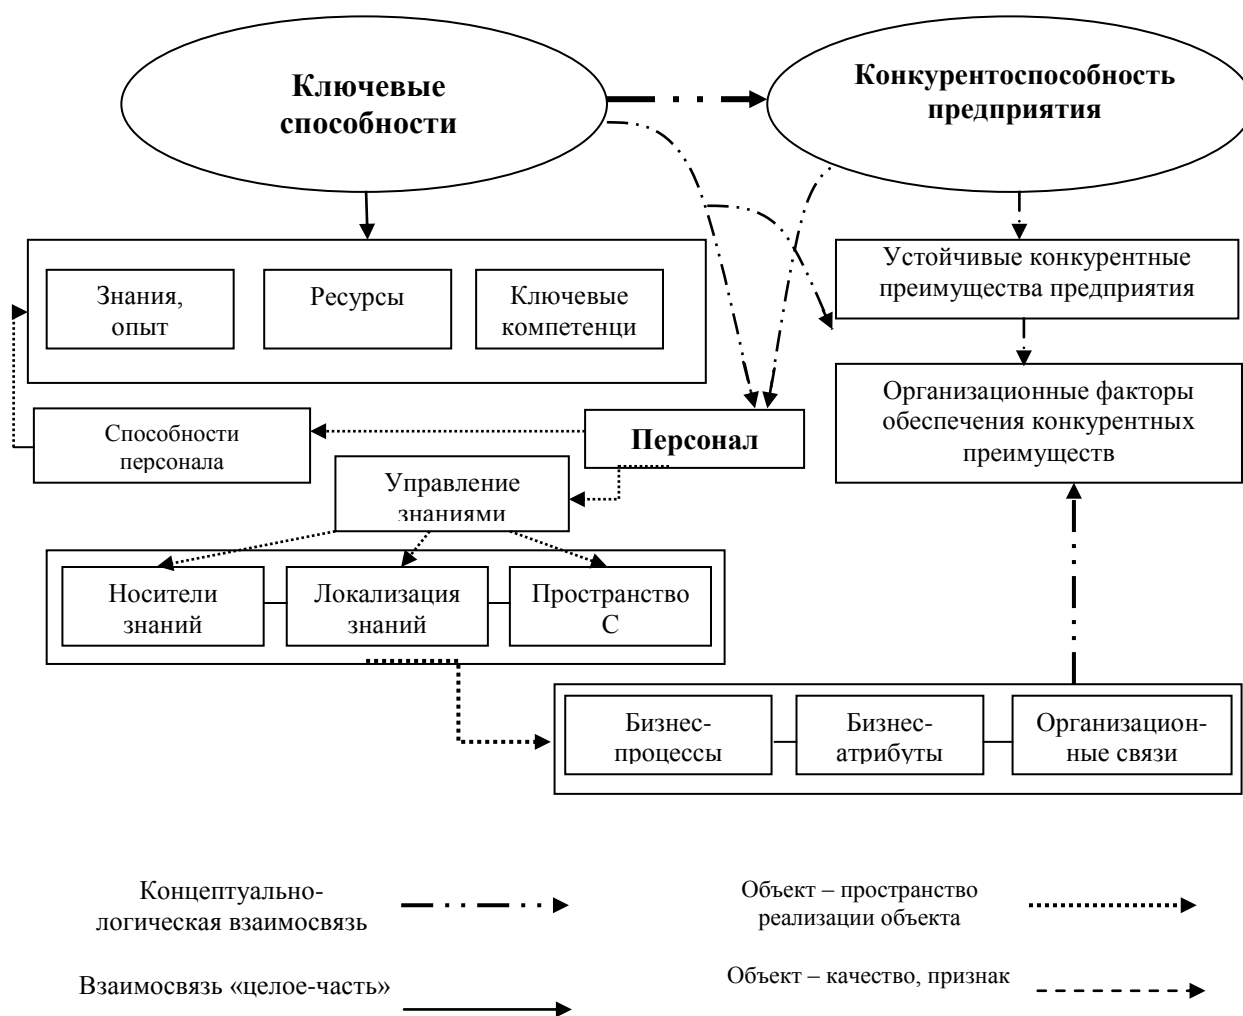 Ключевые
способности
Конкурентоспособность
предприятия
Знания,
опыт
Ресурсы
Ключевые
компетенци
Устойчивые конкурентные
преимущества предприятия
Организационные факторы
обеспечения конкурентных
преимуществ
Способности
персонала
Персонал
Управление
знаниями
Носители
знаний
Локализация
знаний
Пространство
С
Бизнес-
процессы
Бизнес-
атрибуты
Организацион-
ные связи
Концептуально-
логическая взаимосвязь
Объект – пространство
реализации объекта
Взаимосвязь «целое-часть»
Объект – качество, признак